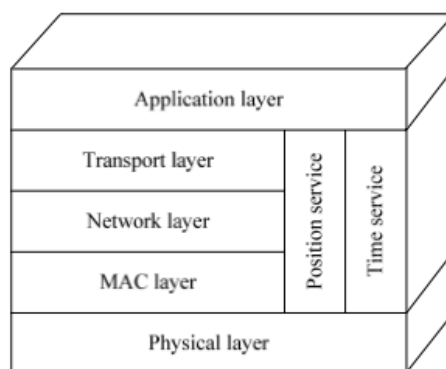 Application layer
Transport layer
Network layer
MAC layer
Position service
Time service
Physical layer